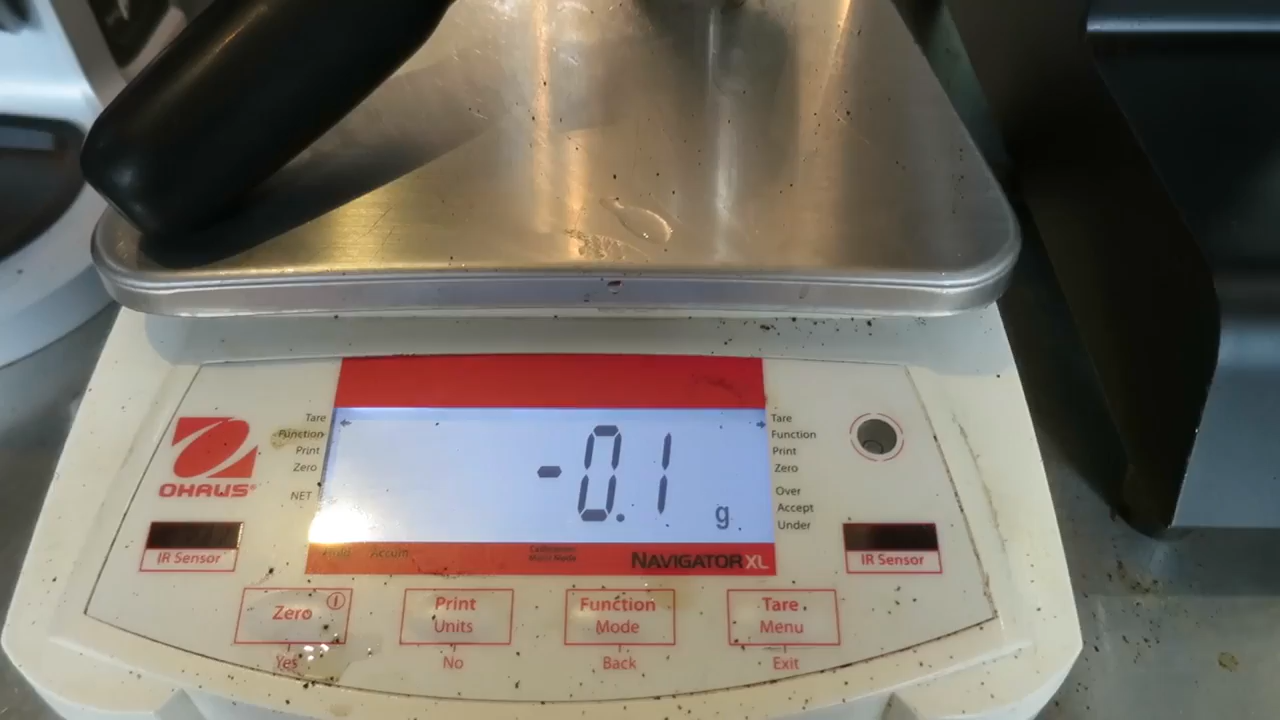 Tare
Function
Print
Zero
NET
-0.1
g
Tare
Function
Print
Zero
Over
Accept
Under
OHAUS®
IR Sensor
Hold Accum
NAVIGATOR XL
IR Sensor
Zero
Yes
Print
Units
No
Function
Mode
Back
Tare
Menu
Exit